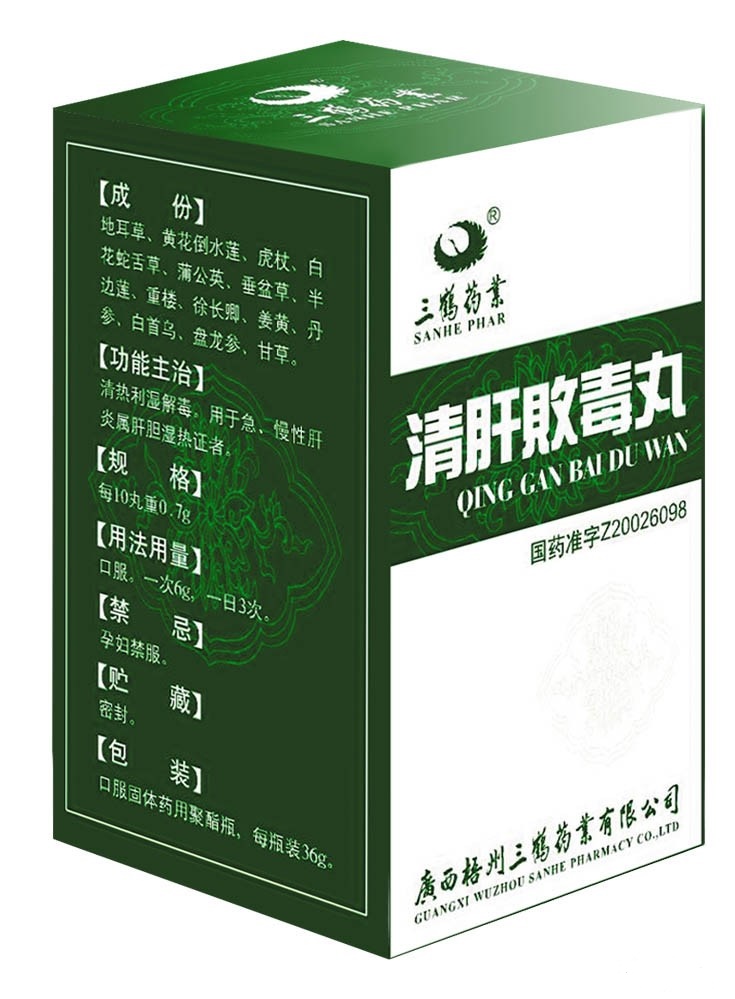 三鹤药业
SANHE PHAR
【成 份】
地耳草、黄花倒水莲、虎杖、白
花蛇舌草、蒲公英、垂盆草、半
边莲、重楼、徐长卿、姜黄、丹
参、白首乌、盘龙参、甘草。
【功能主治】
清热利湿解毒。用于急、慢性肝
炎属肝胆湿热证者。
【规 格】
每10丸重0.7g
【用法用量】
口服。一次6g，一日3次。
【禁 忌】
孕妇禁服。
【贮 藏】
密封。
【包 装】
口服固体药用聚酯瓶，每瓶装36g。
®
三鹤药业
SANHE PHAR
清肝败毒丸
QING GAN BAI DU WAN
国药准字Z20026098
廣西梧州三鹤药業有限公司
GUANGXI WUZHOU SANHE PHARMACY CO.,LTD